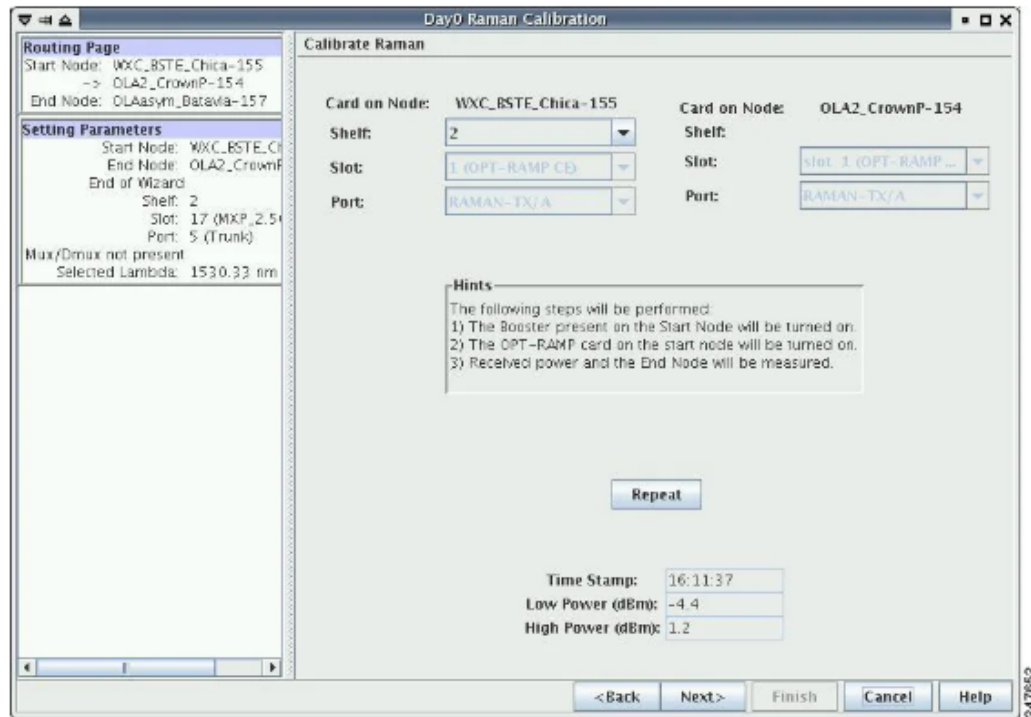 Day0 Raman Calibration
Routing Page
Start Node: WXC_BSTE_Chica-155
-> OLA2_CrownP-154
End Node: OLAasym_Batavia-157
Setting Parameters
Start Node: WXC_BSTE_Ch
End Node: OLA2_CrownP
End of Wizard
Shelf: 2
Slot: 17 (MXP_2.5
Port: 5 (Trunk)
Mux/Dmux not present
Selected Lambda: 1530.33 nm
Calibrate Raman
Card on Node: WXC_BSTE_Chica-155
Shelf: 2
Slot: 1 (OPT-RAMP CE)
Port: RAMAN-TX/A
Card on Node: OLA2_CrownP-154
Shelf:
Slot: slot 1 (OPT-RAMP ...
Port: RAMAN-TX/A
Hints
The following steps will be performed:
1) The Booster present on the Start Node will be turned on.
2) The OPT-RAMP card on the start node will be turned on.
3) Received power and the End Node will be measured.
Repeat
Time Stamp: 16:11:37
Low Power (dBm): -4.4
High Power (dBm): 1.2
<Back
Next>
Finish
Cancel
Help
247652